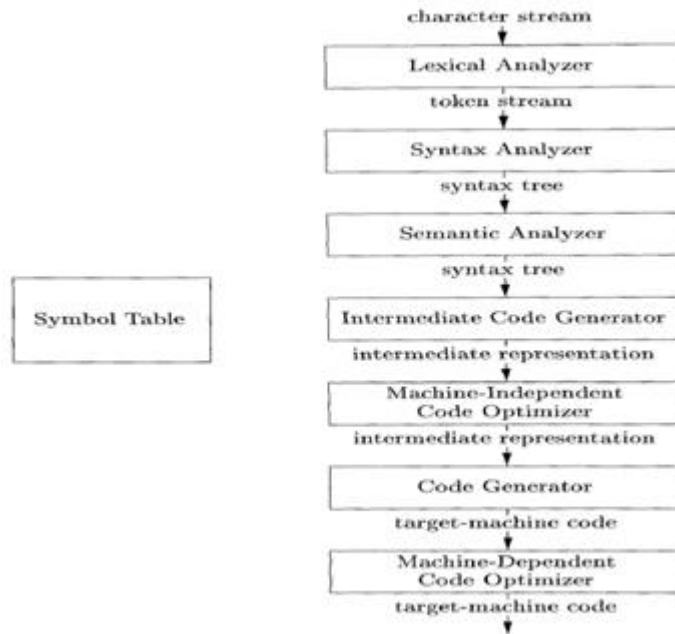 character stream
Lexical Analyzer
token stream
Syntax Analyzer
syntax tree
Semantic Analyzer
syntax tree
Symbol Table
Intermediate Code Generator
intermediate representation
Machine-Independent
Code Optimizer
intermediate representation
Code Generator
target-machine code
Machine-Dependent
Code Optimizer
target-machine code